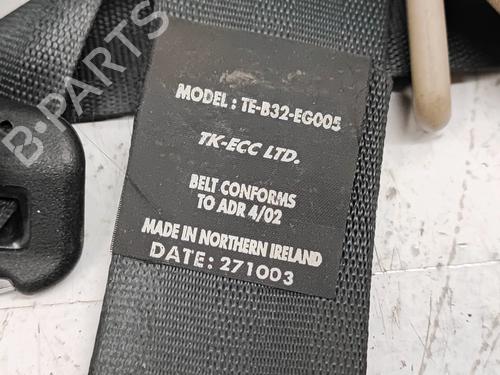 MODEL: TE-B32-EG005
TK-ECC LTD.
BELT CONFORMS
TO ADR 4/02
MADE IN NORTHERN IRELAND
DATE: 271003
B-PARTS